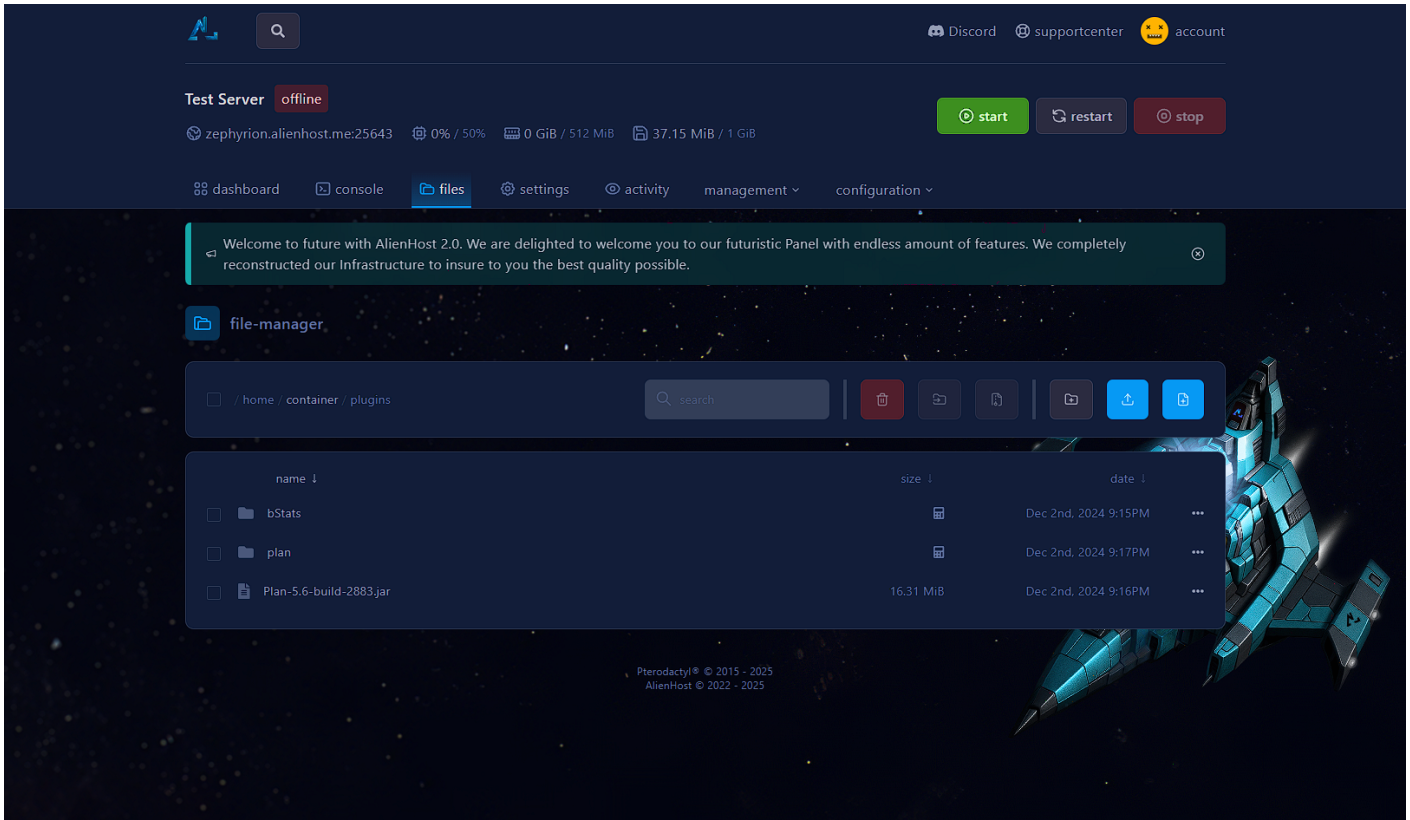 Discord supportcenter account
Test Server offline
start restart stop
zephyrion.alienhost.me:25643 0% / 50% 0 GiB / 512 MiB 37.15 MiB / 1 GiB
dashboard console files settings activity management configuration
Welcome to future with AlienHost 2.0. We are delighted to welcome you to our futuristic Panel with endless amount of features. We completely
reconstructed our Infrastructure to insure to you the best quality possible.
file-manager
/ home / container / plugins search
name ↓ size ↓ date ↓
bStats Dec 2nd, 2024 9:15PM
plan Dec 2nd, 2024 9:17PM
Plan-5.6-build-2883.jar 16.31 MiB Dec 2nd, 2024 9:16PM
Pterodactyl® © 2015 - 2025
AlienHost © 2022 - 2025